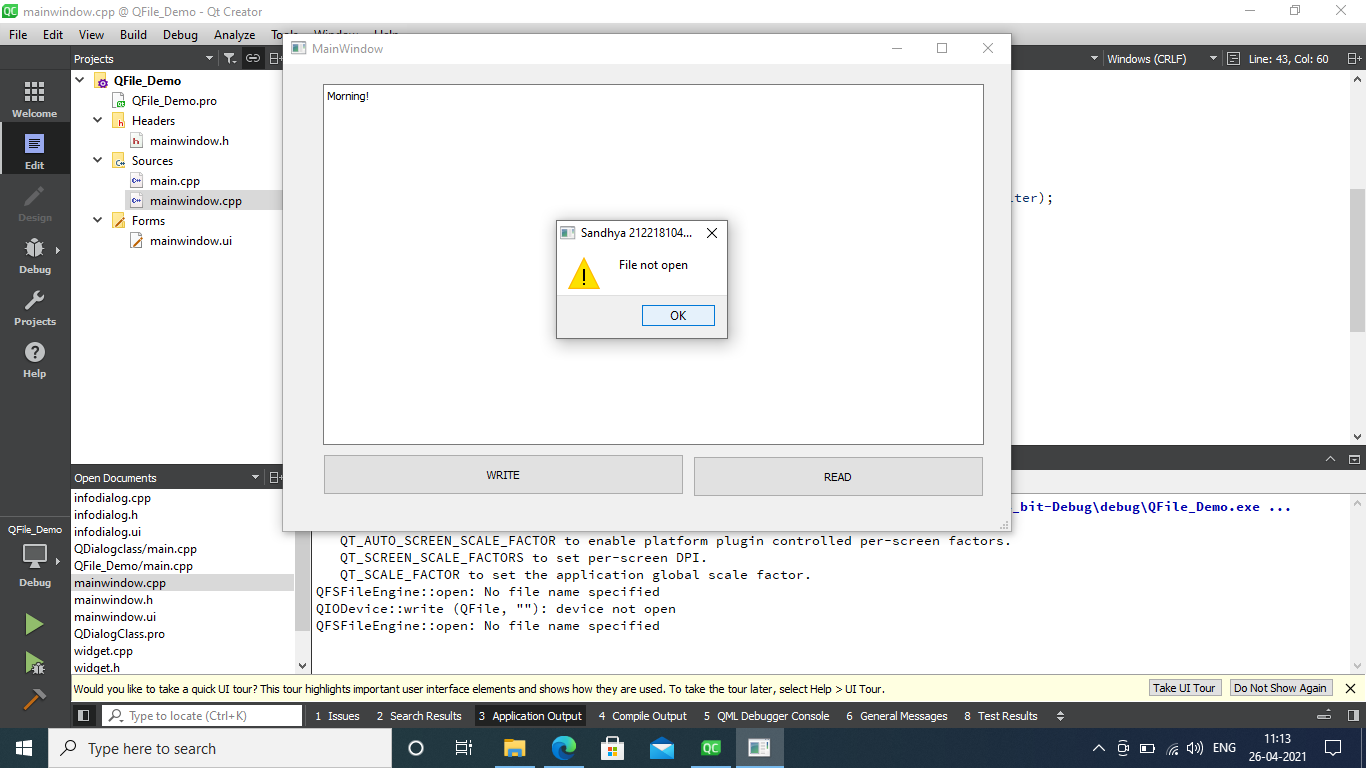 mainwindow.cpp @ QFile_Demo - Qt Creator
File Edit View Build Debug Analyze
Projects
Windows (CRLF)
Line: 43, Col: 60
MainWindow
Welcome
Edit
Design
Debug
Projects
Help
QFile_Demo
QFile_Demo.pro
Headers
mainwindow.h
Sources
main.cpp
mainwindow.cpp
Forms
mainwindow.ui
Morning!
Sandhya 212218104...
File not open
OK
WRITE
READ
lter);
Open Documents
infodialog.cpp
infodialog.h
infodialog.ui
QDialogclass/main.cpp
QFile_Demo/main.cpp
mainwindow.cpp
mainwindow.h
mainwindow.ui
QDialogClass.pro
widget.cpp
widget.h
QFile_Demo
Debug
_bit-Debug\debug\QFile_Demo.exe ...
QT_AUTO_SCREEN_SCALE_FACTOR to enable platform plugin controlled per-screen factors.
QT_SCREEN_SCALE_FACTORS to set per-screen DPI.
QT_SCALE_FACTOR to set the application global scale factor.
QFSFileEngine::open: No file name specified
QIODevice::write (QFile, ""): device not open
QFSFileEngine::open: No file name specified
Would you like to take a quick UI tour? This tour highlights important user interface elements and shows how they are used. To take the tour later, select Help > UI Tour.
Take UI Tour
Do Not Show Again
Type to locate (Ctrl+K)
1 Issues 2 Search Results 3 Application Output 4 Compile Output 5 QML Debugger Console 6 General Messages 8 Test Results
Type here to search
QC
ENG
11:13
26-04-2021